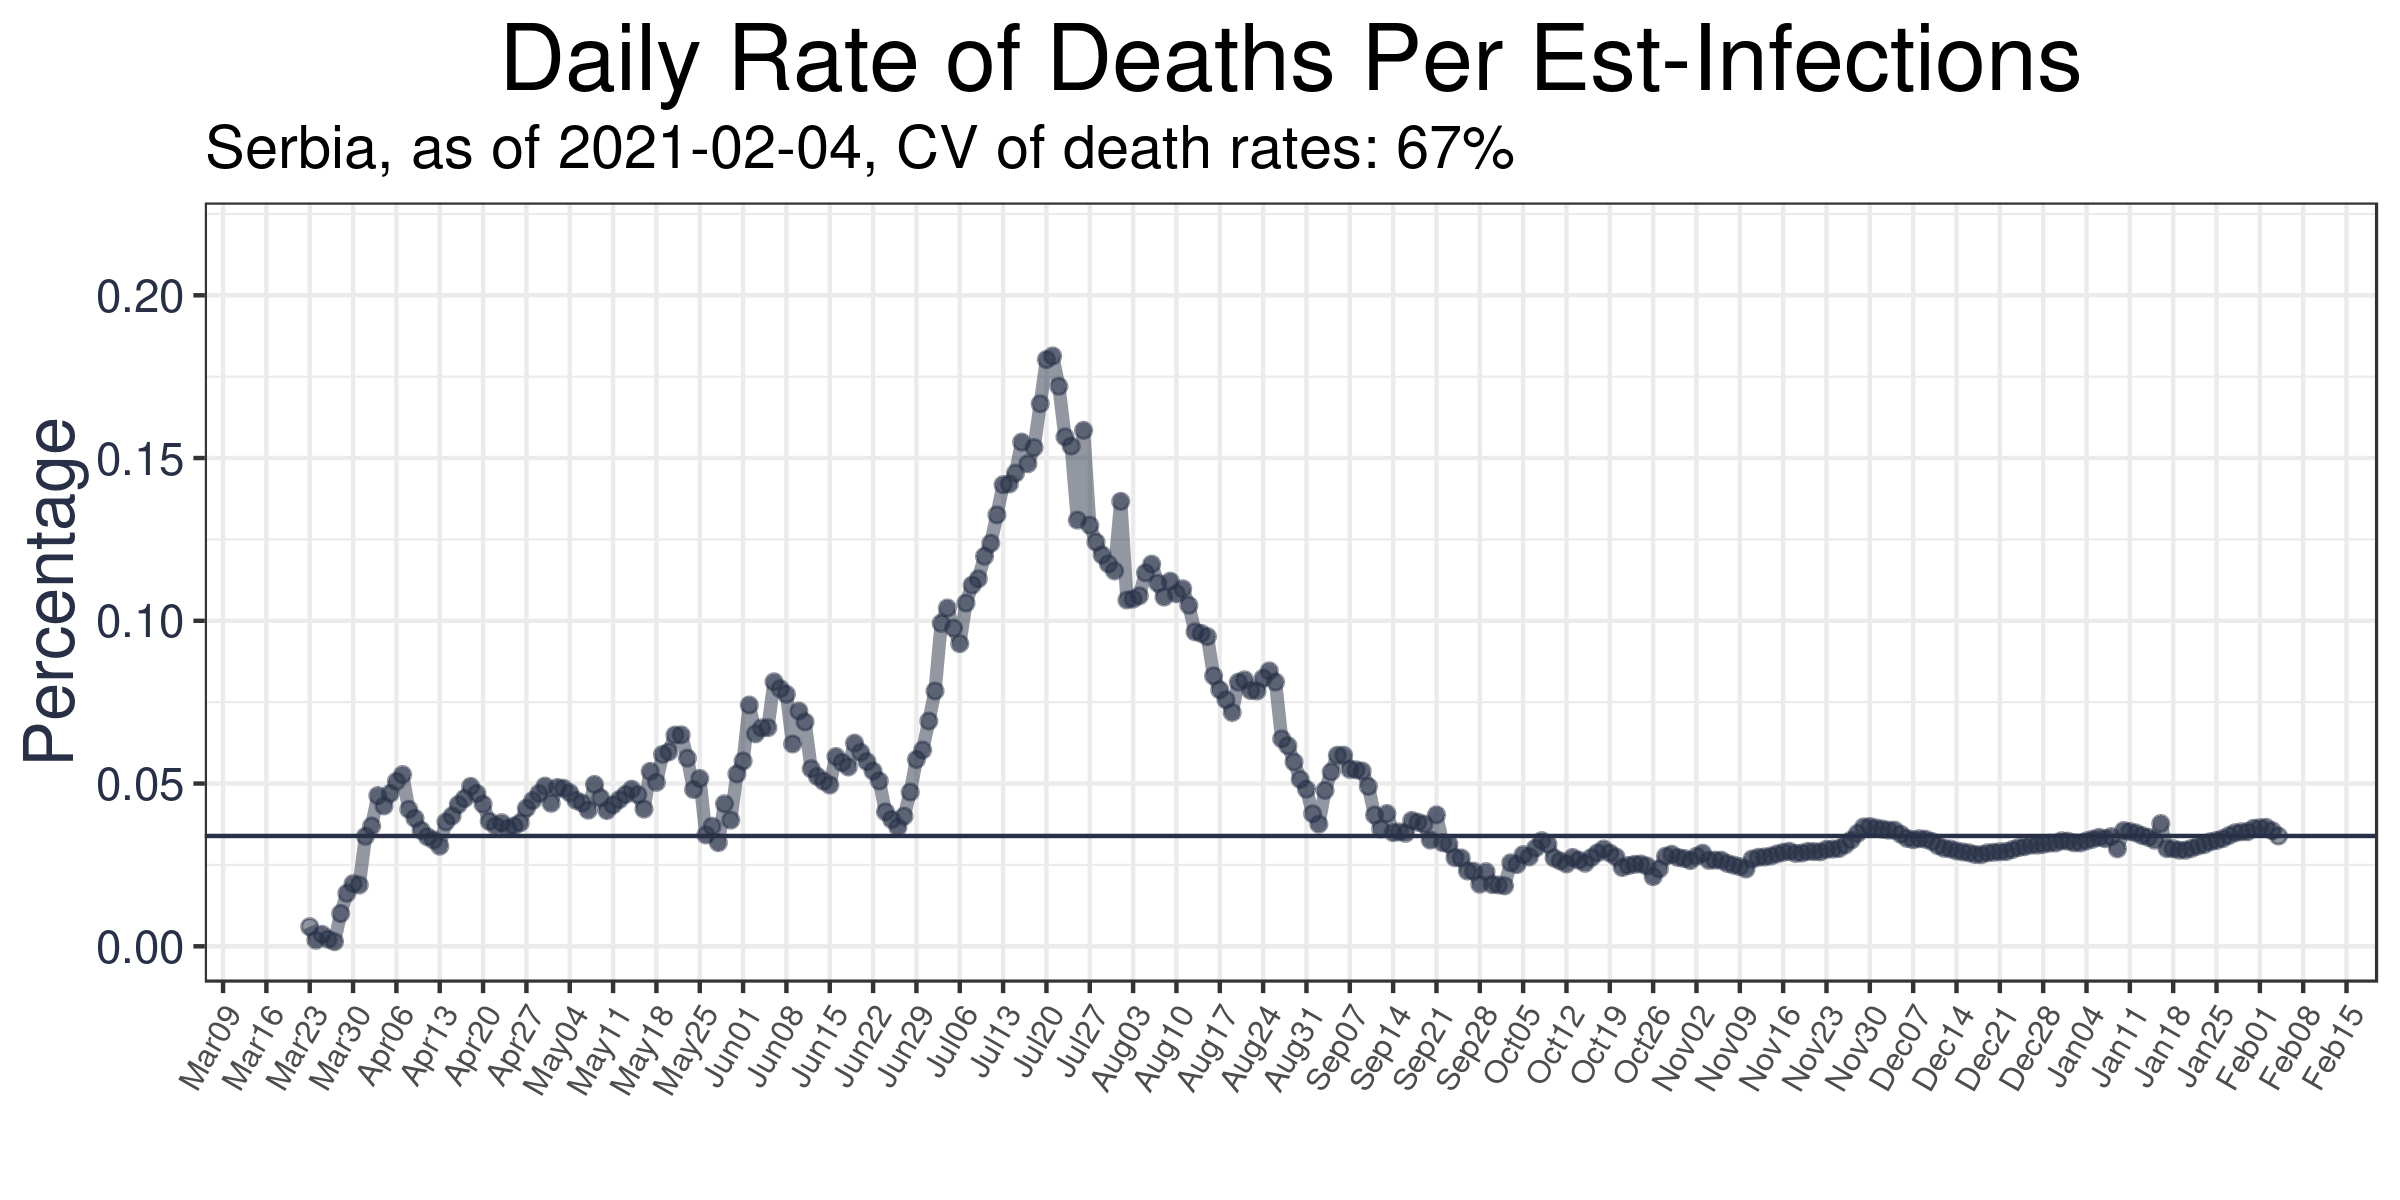 Daily Rate of Deaths Per Est-Infections
Serbia, as of 2021-02-04, CV of death rates: 67%
Percentage
0.20
0.15
0.10
0.05
0.00
Mar09
Mar16
Mar23
Mar30
Apr06
Apr13
Apr20
Apr27
May04
May11
May18
May25
Jun01
Jun08
Jun15
Jun22
Jun29
Jul06
Jul13
Jul20
Jul27
Aug03
Aug10
Aug17
Aug24
Aug31
Sep07
Sep14
Sep21
Sep28
Oct05
Oct12
Oct19
Oct26
Nov02
Nov09
Nov16
Nov23
Nov30
Dec07
Dec14
Dec21
Dec28
Jan04
Jan11
Jan18
Jan25
Feb01
Feb08
Feb15